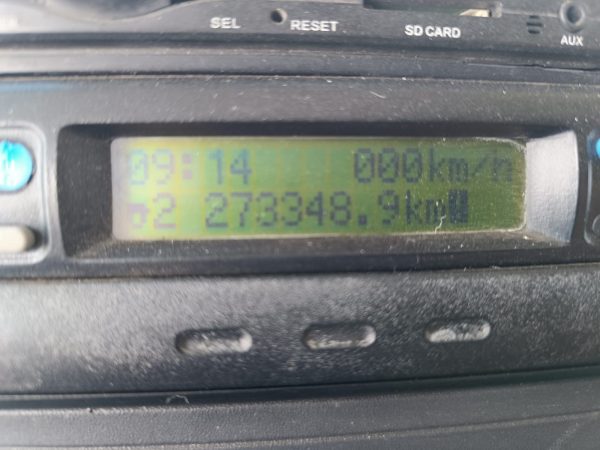 SEL
RESET
SD CARD
AUX
09:14 000km/h
2 273348.9km